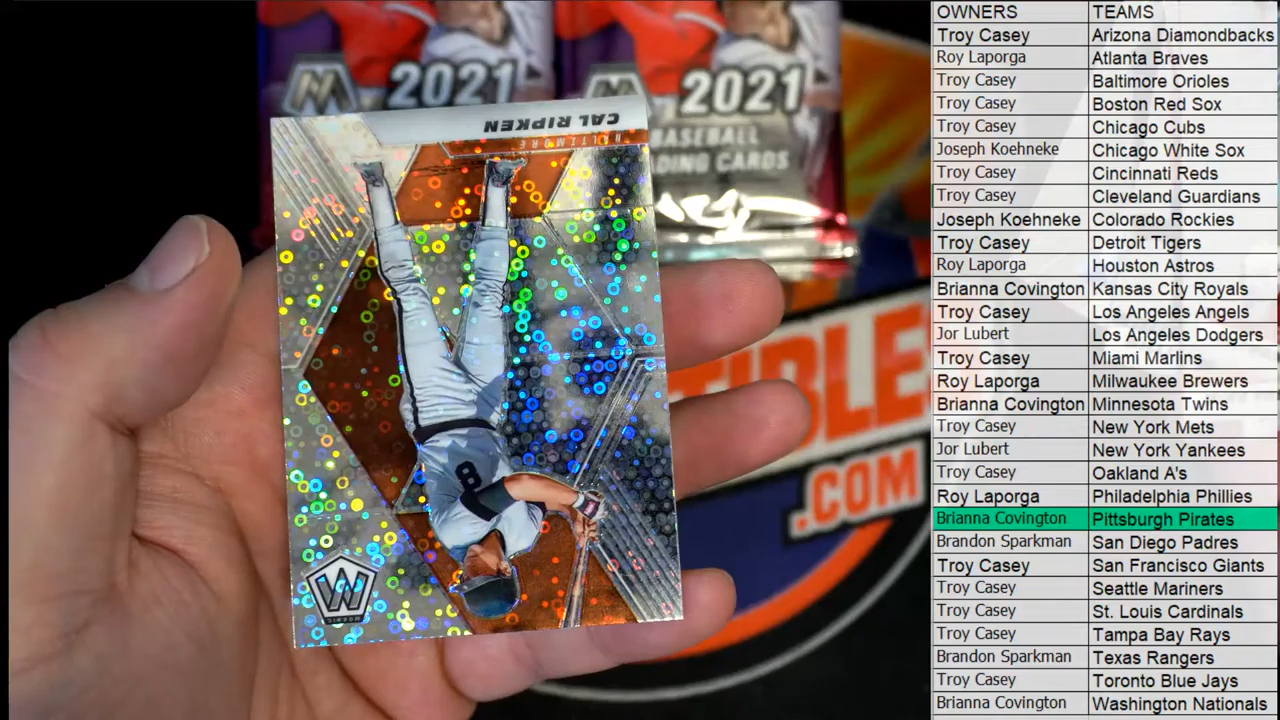 2021
2021
BASEBALL
DING CARDS
CAL RIPKEN
BALTIMORE
8
MOSAIC
TIBLE
.COM
OWNERS TEAMS
Troy Casey Arizona Diamondbacks
Roy Laporga Atlanta Braves
Troy Casey Baltimore Orioles
Troy Casey Boston Red Sox
Troy Casey Chicago Cubs
Joseph Koehneke Chicago White Sox
Troy Casey Cincinnati Reds
Troy Casey Cleveland Guardians
Joseph Koehneke Colorado Rockies
Troy Casey Detroit Tigers
Roy Laporga Houston Astros
Brianna Covington Kansas City Royals
Troy Casey Los Angeles Angels
Jor Lubert Los Angeles Dodgers
Troy Casey Miami Marlins
Roy Laporga Milwaukee Brewers
Brianna Covington Minnesota Twins
Troy Casey New York Mets
Jor Lubert New York Yankees
Troy Casey Oakland A's
Roy Laporga Philadelphia Phillies
Brianna Covington Pittsburgh Pirates
Brandon Sparkman San Diego Padres
Troy Casey San Francisco Giants
Troy Casey Seattle Mariners
Troy Casey St. Louis Cardinals
Troy Casey Tampa Bay Rays
Brandon Sparkman Texas Rangers
Troy Casey Toronto Blue Jays
Brianna Covington Washington Nationals